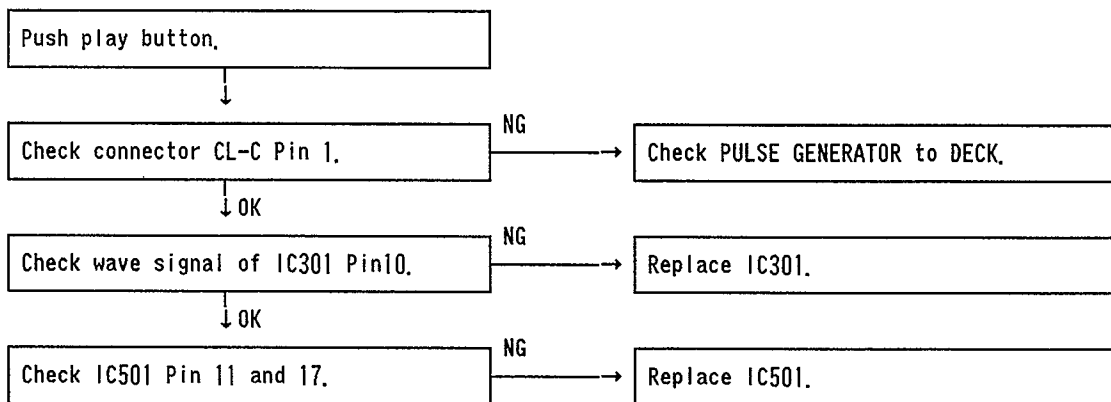 Push play button.
NG
Check connector CL-C Pin 1.
Check PULSE GENERATOR to DECK.
OK
NG
Check wave signal of IC301 Pin10.
Replace IC301.
OK
NG
Check IC501 Pin 11 and 17.
Replace IC501.